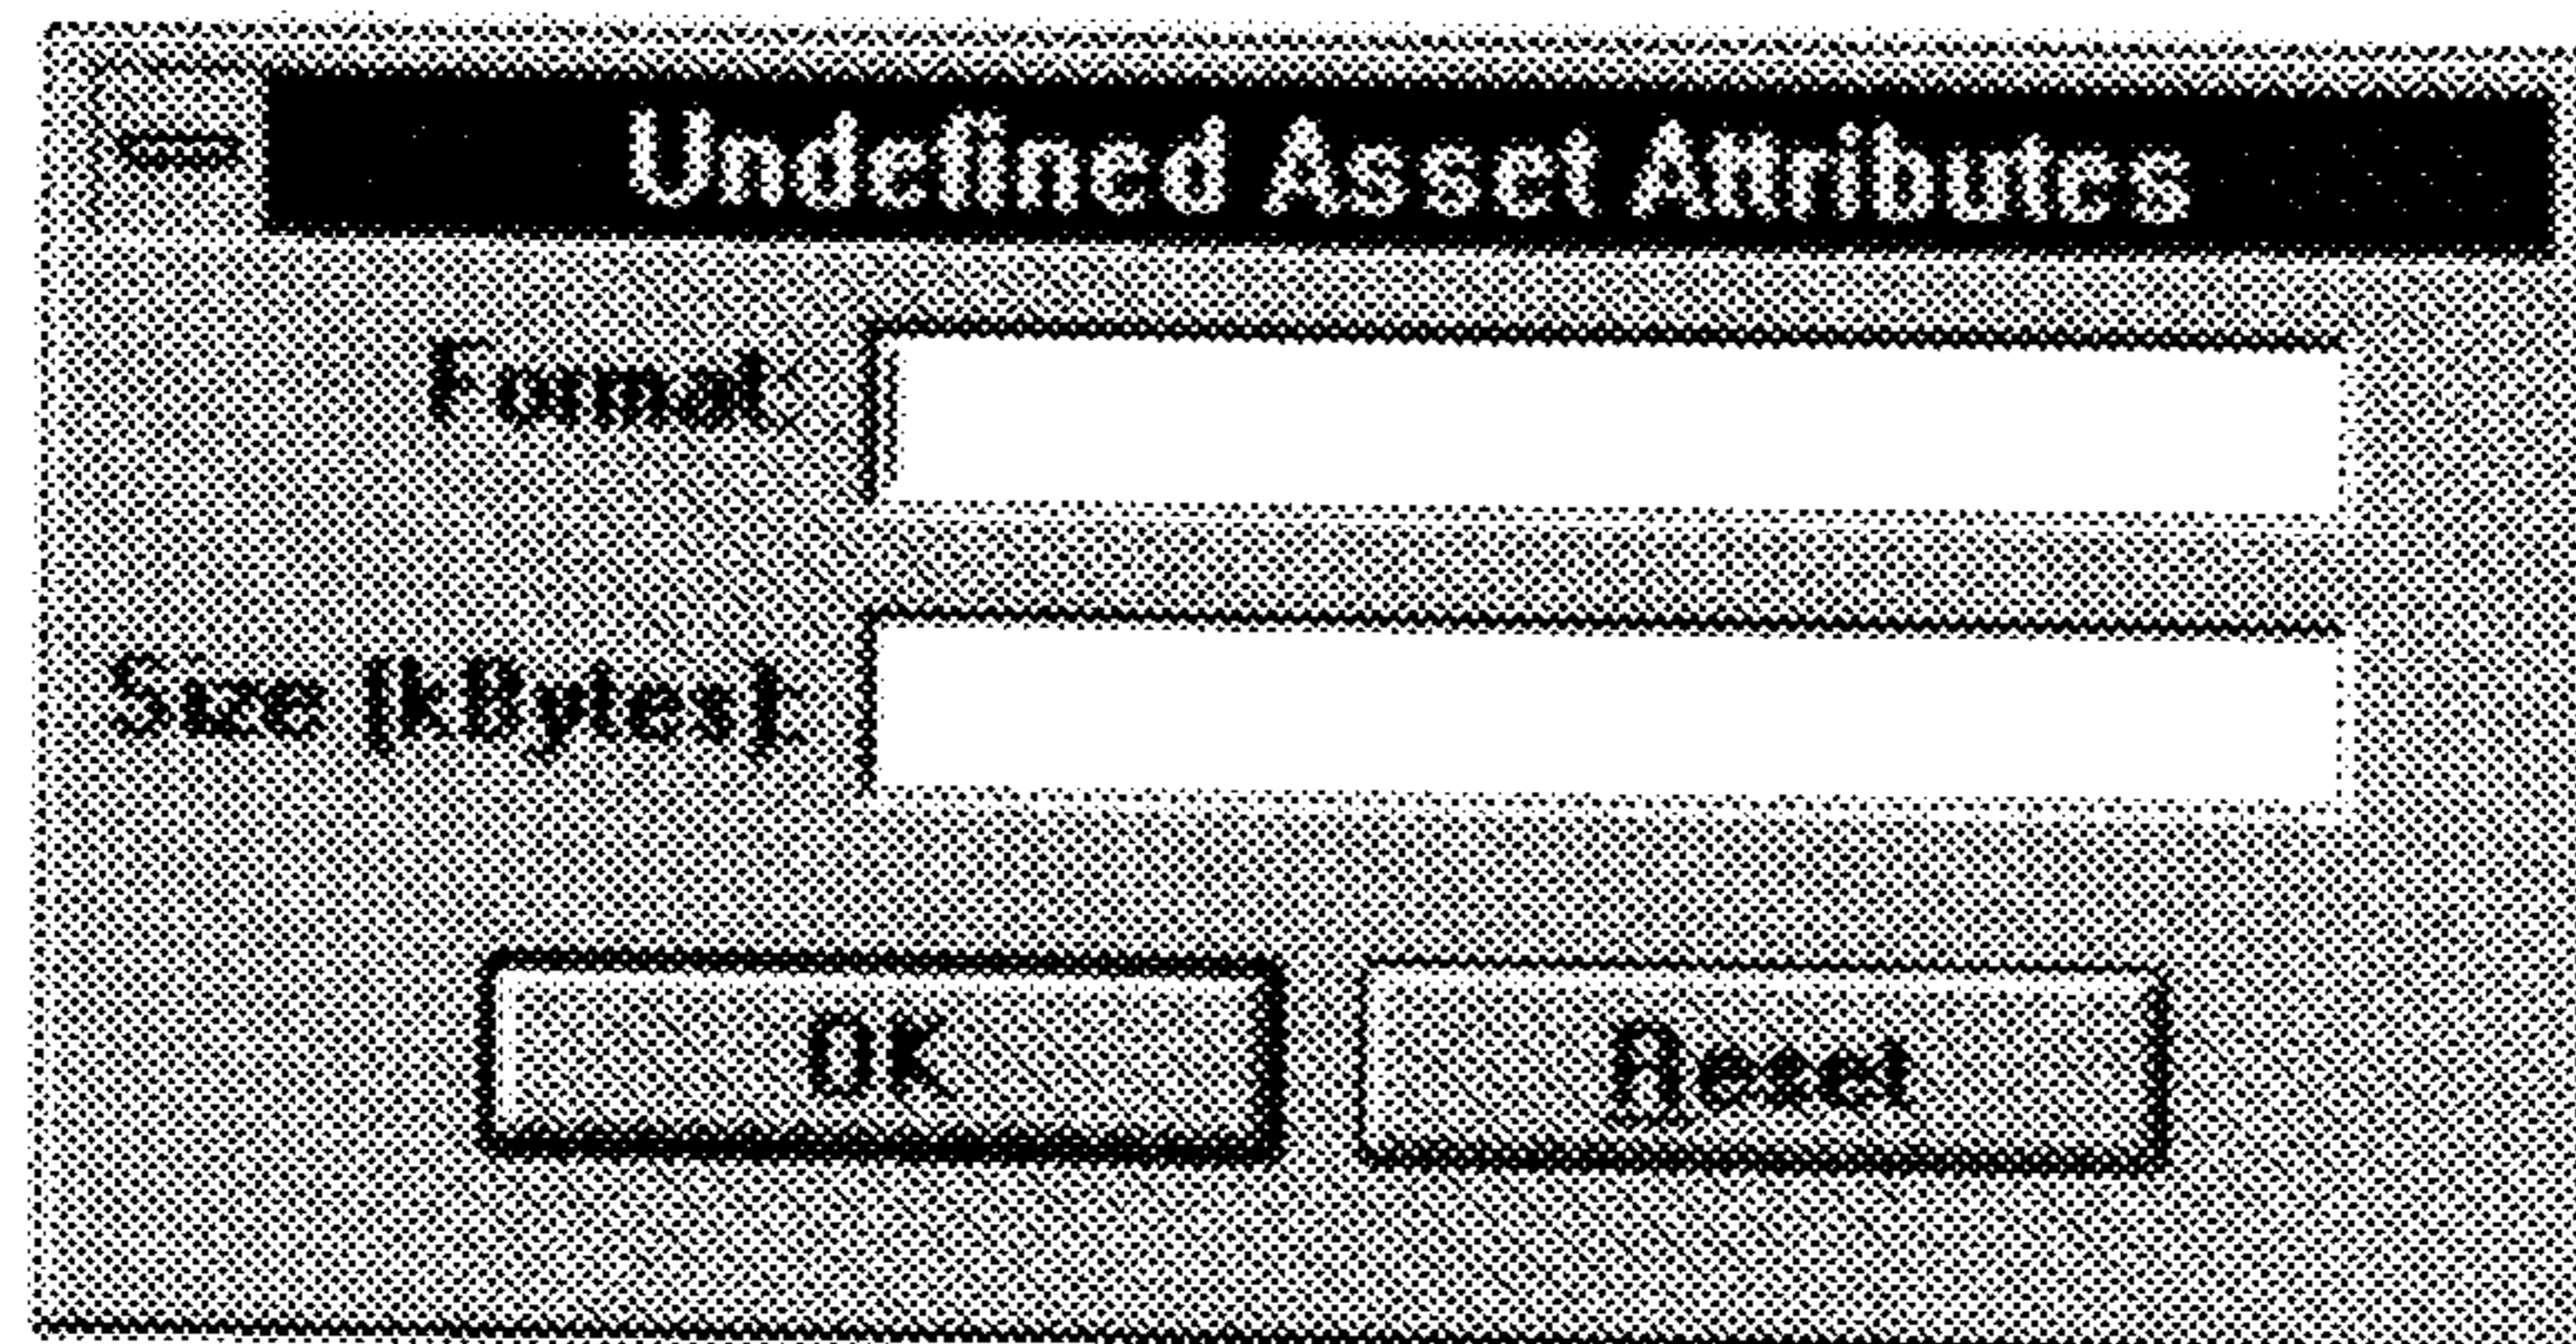 Undefined Asset Attributes
Format:
Size [kBytes]:
OK
Reset